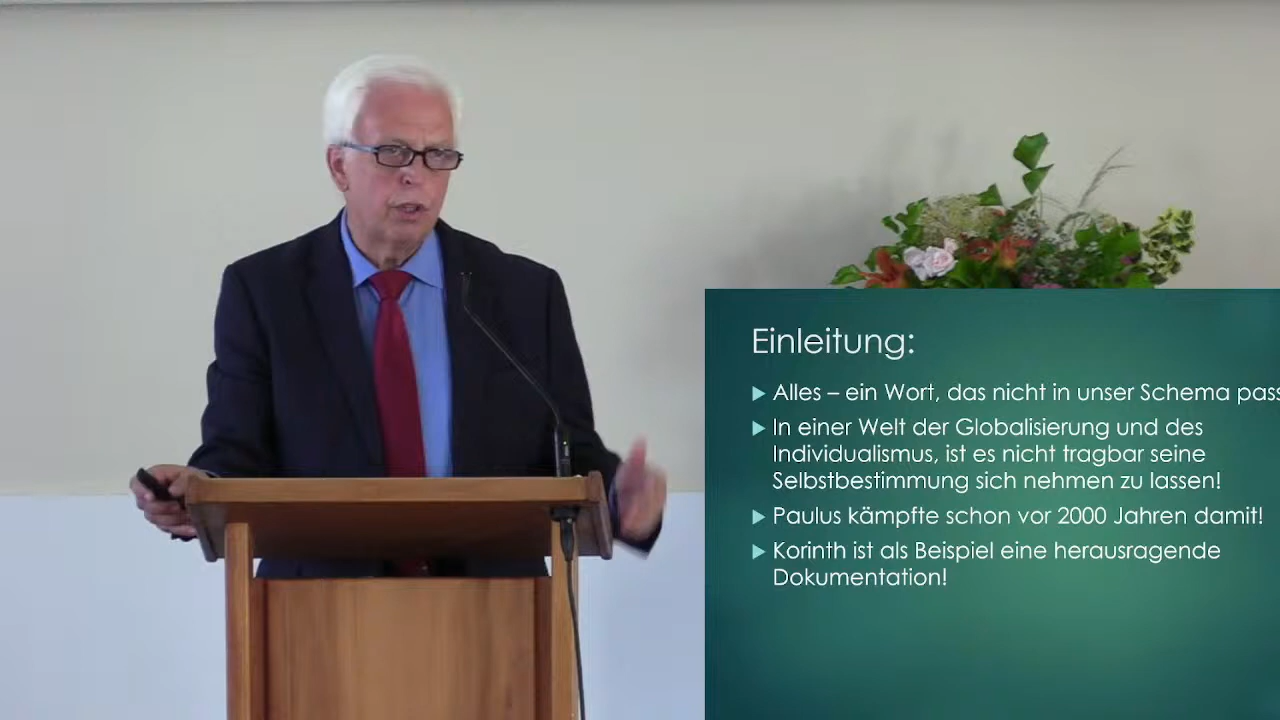 Einleitung:
Alles – ein Wort, das nicht in unser Schema pass
In einer Welt der Globalisierung und des
Individualismus, ist es nicht tragbar seine
Selbstbestimmung sich nehmen zu lassen!
Paulus kämpfte schon vor 2000 Jahren damit!
Korinth ist als Beispiel eine herausragende
Dokumentation!